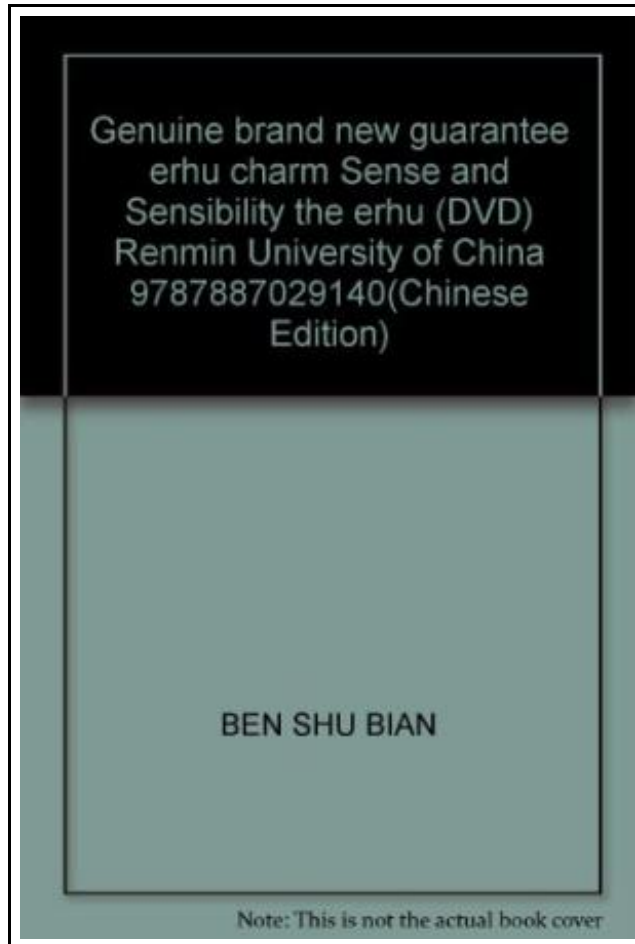 Genuine brand new guarantee
erhu charm Sense and
Sensibility the erhu (DVD)
Renmin University of China
9787887029140(Chinese
Edition)
BEN SHU BIAN
Note: This is not the actual book cover